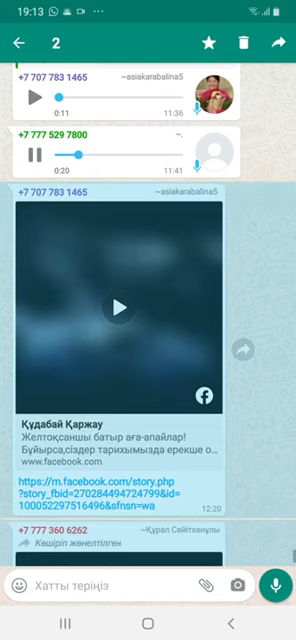 19:13
2
+7 707 783 1465 ~asiakarabalina5
0:11 11:36
+7 777 529 7800 ~.
0:20 11:41
+7 707 783 1465 ~asiakarabalina5
Құдабай Қаржау
Желтоқсаншы батыр аға-апайлар!
Бұйырса,сіздер тарихымызда ерекше о...
www.facebook.com
https://m.facebook.com/story.php
?story_fbid=270284494724799&id=
100052297516496&sfnsn=wa
12:20
+7 777 360 6262 ~Құрал Сейітханұлы
Көшіріп жөнелтілген
Хатты теріңіз